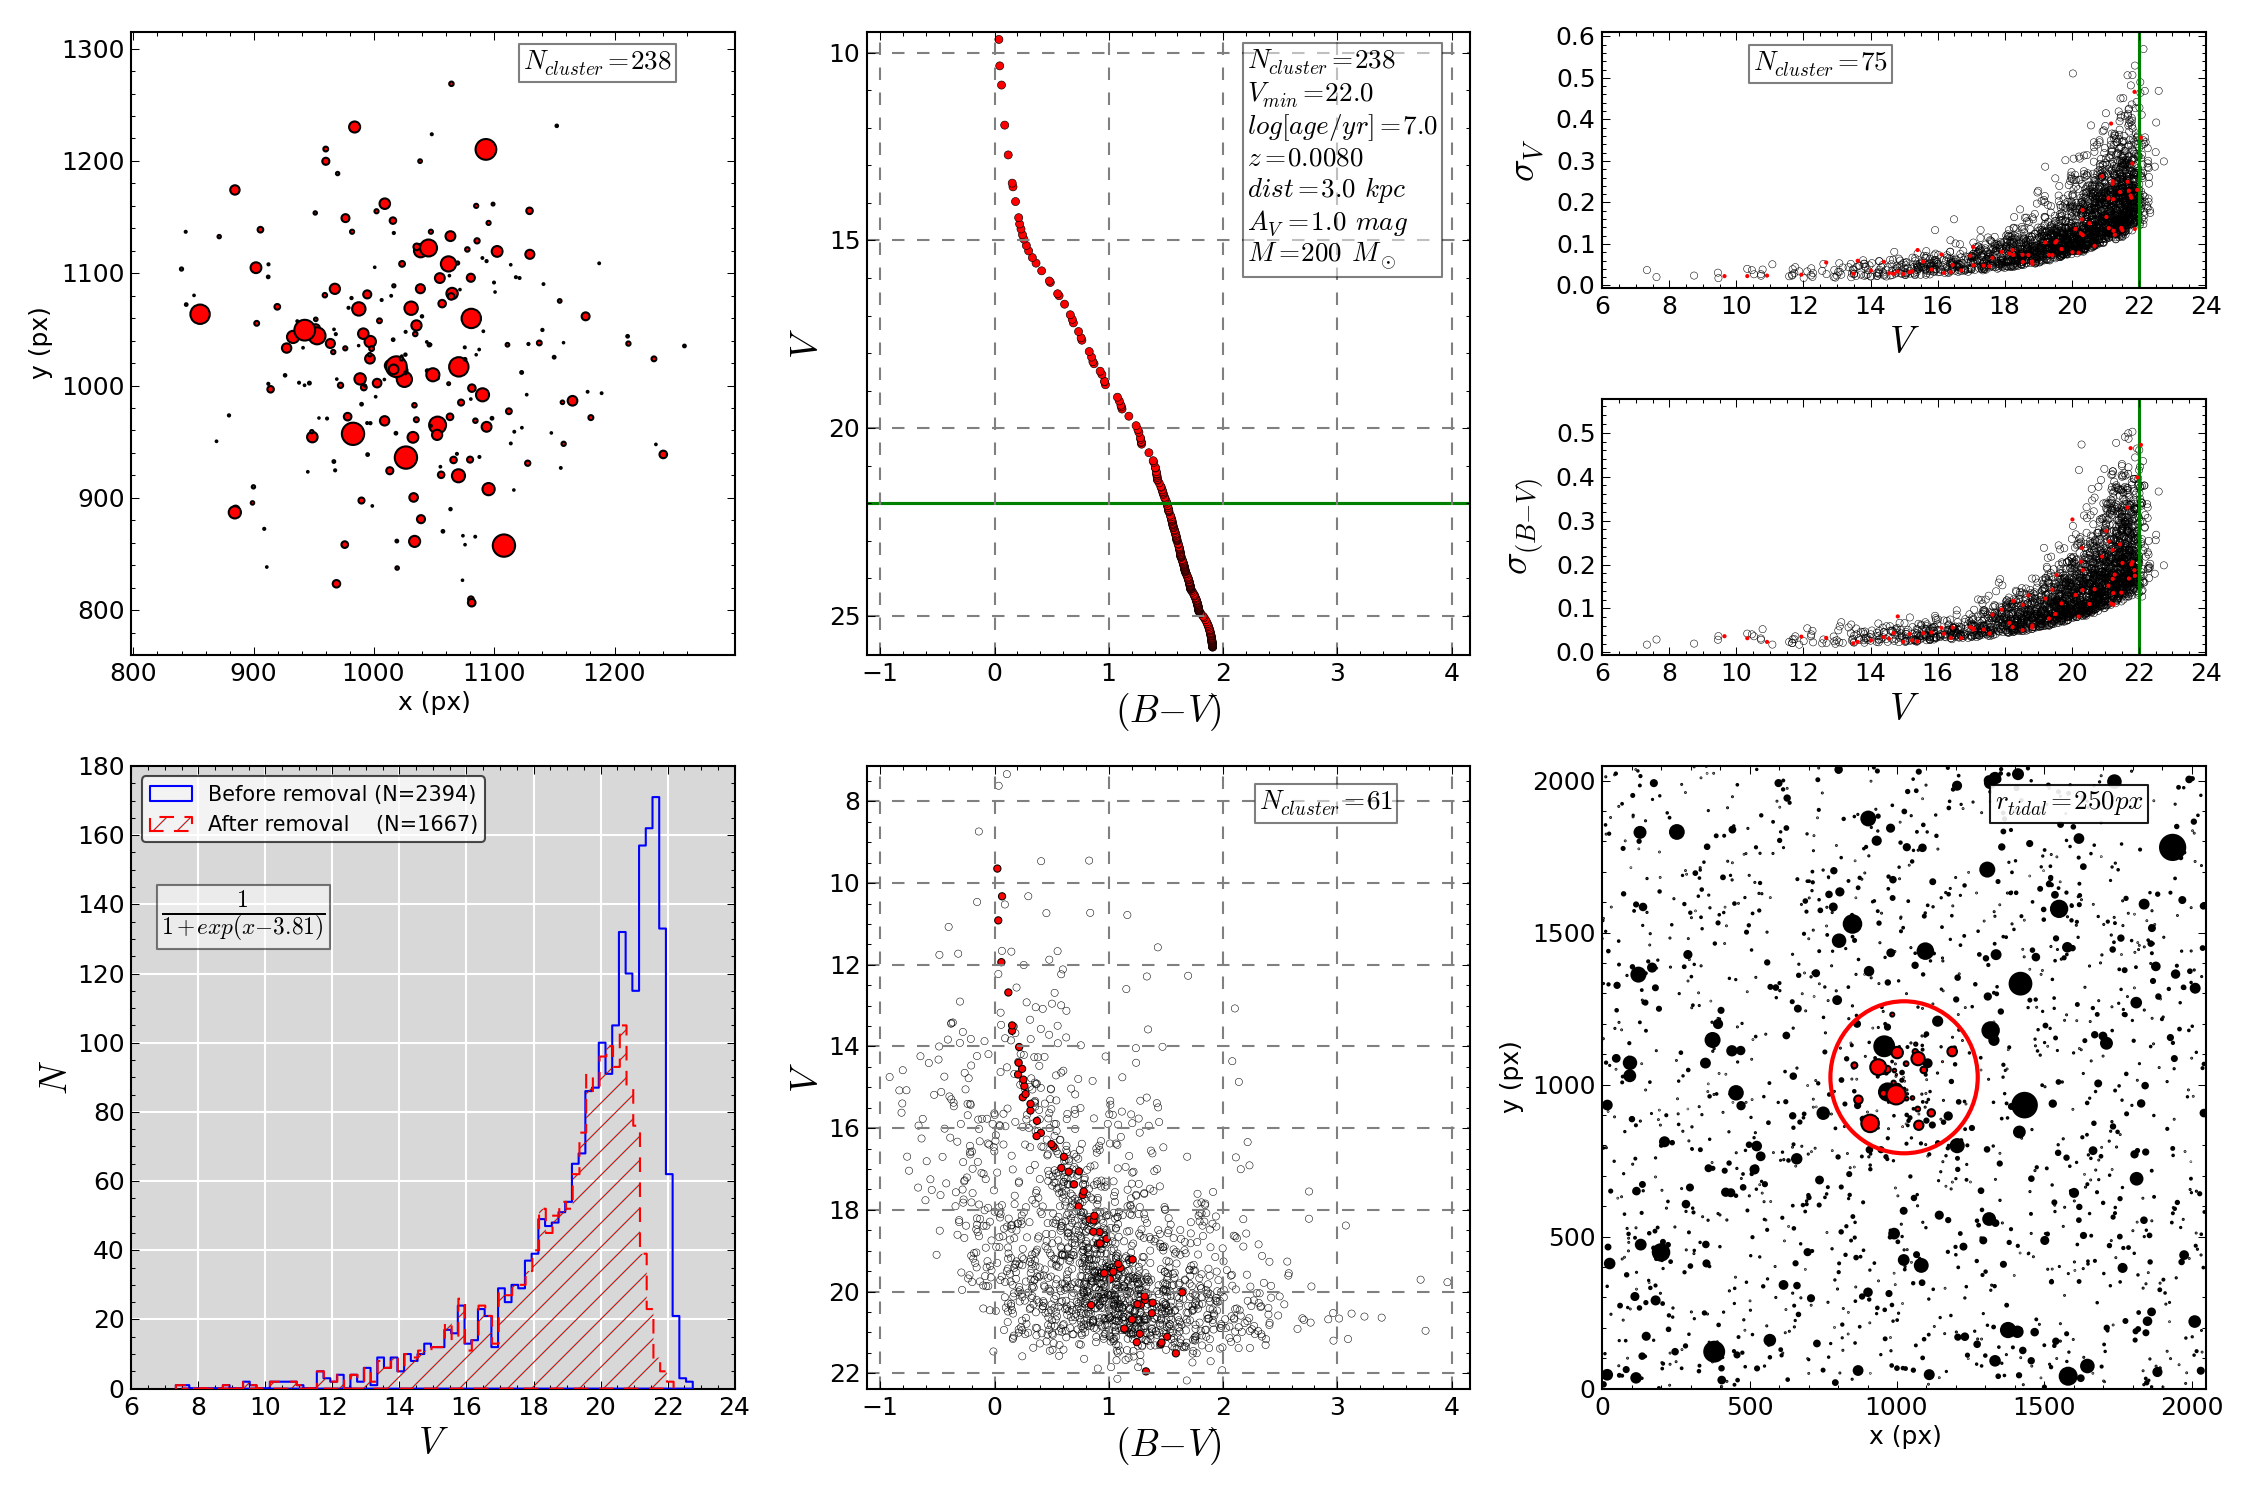 N_cluster=238
1300
1200
1100
1000
900
800
y (px)
800 900 1000 1100 1200
x (px)
N_cluster=238
V_min=22.0
log[age/yr]=7.0
z=0.0080
dist=3.0 kpc
A_V=1.0 mag
M=200 M_⊙
10
15
20
25
V
−1 0 1 2 3 4
(B−V)
N_cluster=75
0.6
0.5
0.4
0.3
0.2
0.1
0.0
σ_V
6 8 10 12 14 16 18 20 22 24
V
0.5
0.4
0.3
0.2
0.1
0.0
σ_(B−V)
6 8 10 12 14 16 18 20 22 24
V
Before removal (N=2394)
After removal (N=1667)
1
1+exp(x−3.81)
180
160
140
120
100
80
60
40
20
0
N
6 8 10 12 14 16 18 20 22 24
V
N_cluster=61
8
10
12
14
16
18
20
22
V
−1 0 1 2 3 4
(B−V)
r_tidal=250px
2000
1500
1000
500
0
y (px)
0 500 1000 1500 2000
x (px)